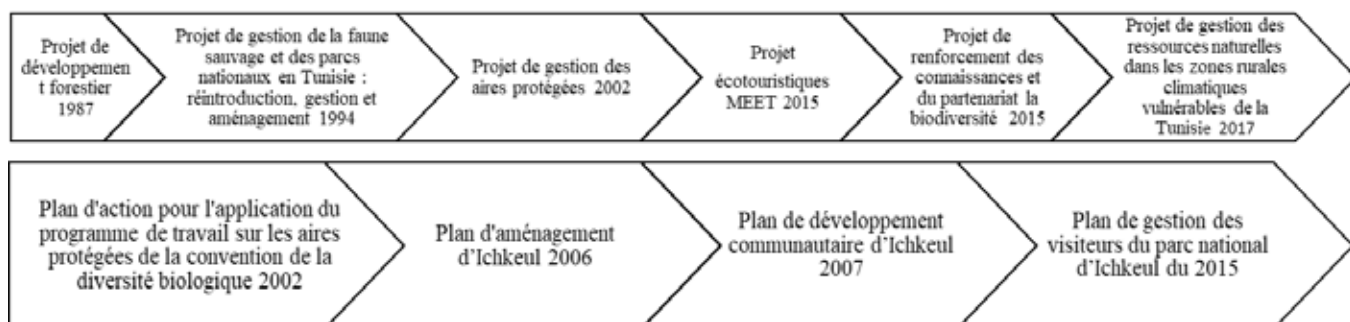 Projet de
développemen
t forestier
1987
Projet de gestion de la faune
sauvage et des parcs
nationaux en Tunisie :
réintroduction, gestion et
aménagement 1994
Projet de gestion des
aires protégées 2002
Projet
écotouristiques
MEET 2015
Projet de
renforcement des
connaissances et
du partenariat la
biodiversité 2015
Projet de gestion des
ressources naturelles
dans les zones rurales
climatiques
vulnérables de la
Tunisie 2017
Plan d'action pour l'application du
programme de travail sur les aires
protégées de la convention de la
diversité biologique 2002
Plan d'aménagement
d'Ichkeul 2006
Plan de développement
communautaire d'Ichkeul
2007
Plan de gestion des
visiteurs du parc national
d'Ichkeul du 2015